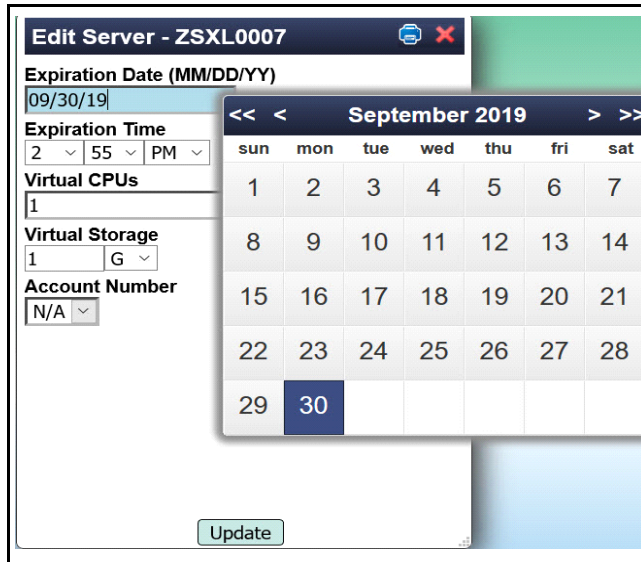 Edit Server - ZSXL0007
Expiration Date (MM/DD/YY)
09/30/19
Expiration Time
2 55 PM
Virtual CPUs
1
Virtual Storage
1 G
Account Number
N/A
Update
<< < September 2019 > >>
sun mon tue wed thu fri sat
1 2 3 4 5 6 7
8 9 10 11 12 13 14
15 16 17 18 19 20 21
22 23 24 25 26 27 28
29 30